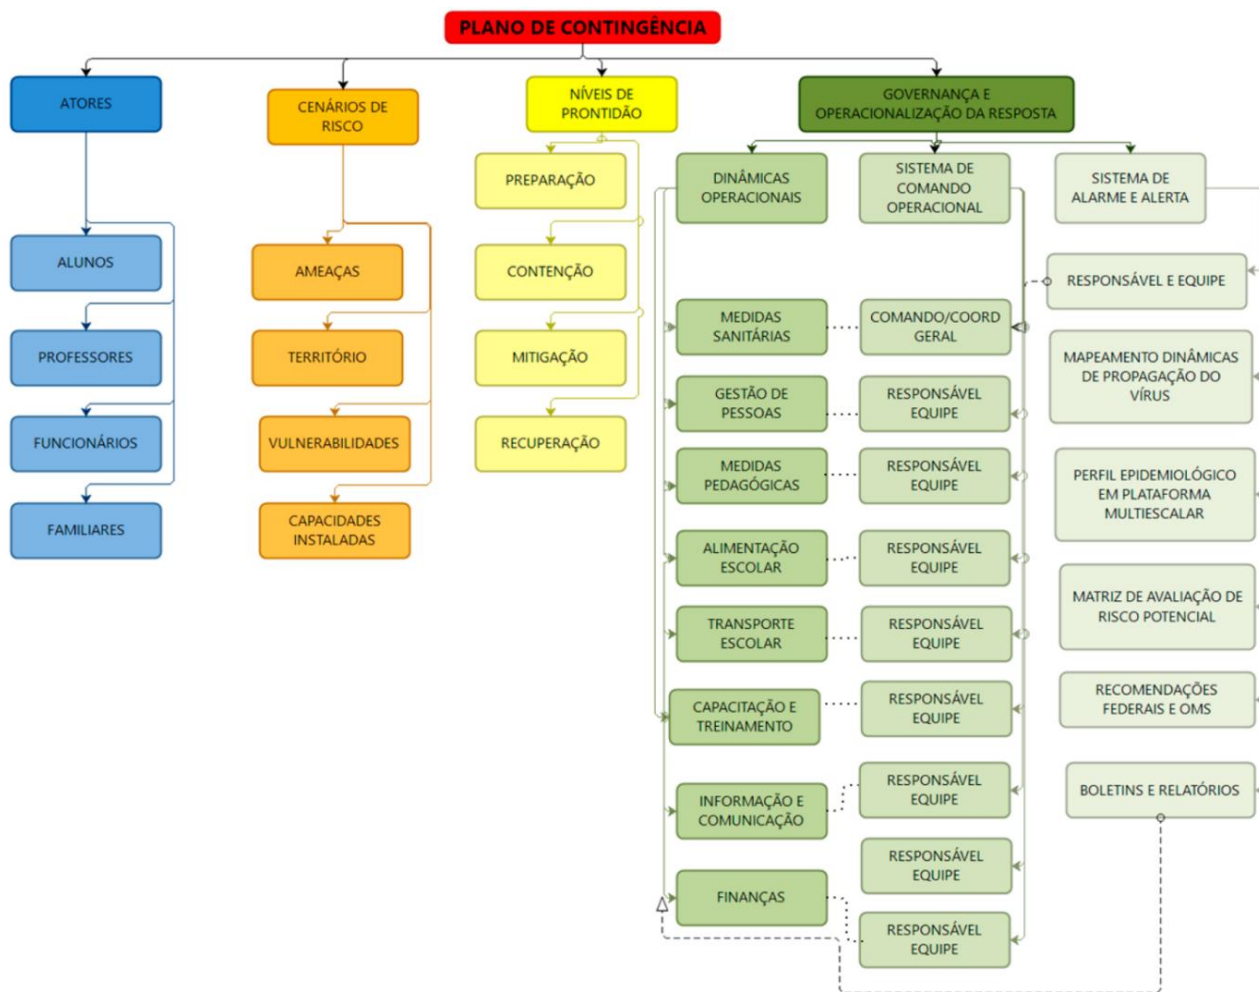 PLANO DE CONTINGÊNCIA
ATORES
CENÁRIOS DE
RISCO
NÍVEIS DE
PRONTIDÃO
GOVERNANÇA E
OPERACIONALIZAÇÃO DA RESPOSTA
ALUNOS
PROFESSORES
FUNCIONÁRIOS
FAMILIARES
AMEAÇAS
TERRITÓRIO
VULNERABILIDADES
CAPACIDADES
INSTALADAS
PREPARAÇÃO
CONTENÇÃO
MITIGAÇÃO
RECUPERAÇÃO
DINÂMICAS
OPERACIONAIS
MEDIDAS
SANITÁRIAS
GESTÃO DE
PESSOAS
MEDIDAS
PEDAGÓGICAS
ALIMENTAÇÃO
ESCOLAR
TRANSPORTE
ESCOLAR
CAPACITAÇÃO E
TREINAMENTO
INFORMAÇÃO E
COMUNICAÇÃO
FINANÇAS
SISTEMA DE
COMANDO
OPERACIONAL
COMANDO/COORD
GERAL
RESPONSÁVEL
EQUIPE
RESPONSÁVEL
EQUIPE
RESPONSÁVEL
EQUIPE
RESPONSÁVEL
EQUIPE
RESPONSÁVEL
EQUIPE
RESPONSÁVEL
EQUIPE
RESPONSÁVEL
EQUIPE
RESPONSÁVEL
EQUIPE
SISTEMA DE
ALARME E ALERTA
RESPONSÁVEL E EQUIPE
MAPEAMENTO DINÂMICAS
DE PROPAGAÇÃO DO
VÍRUS
PERFIL EPIDEMIOLÓGICO
EM PLATAFORMA
MULTIESCALAR
MATRIZ DE AVALIAÇÃO DE
RISCO POTENCIAL
RECOMENDAÇÕES
FEDERAIS E OMS
BOLETINS E RELATÓRIOS